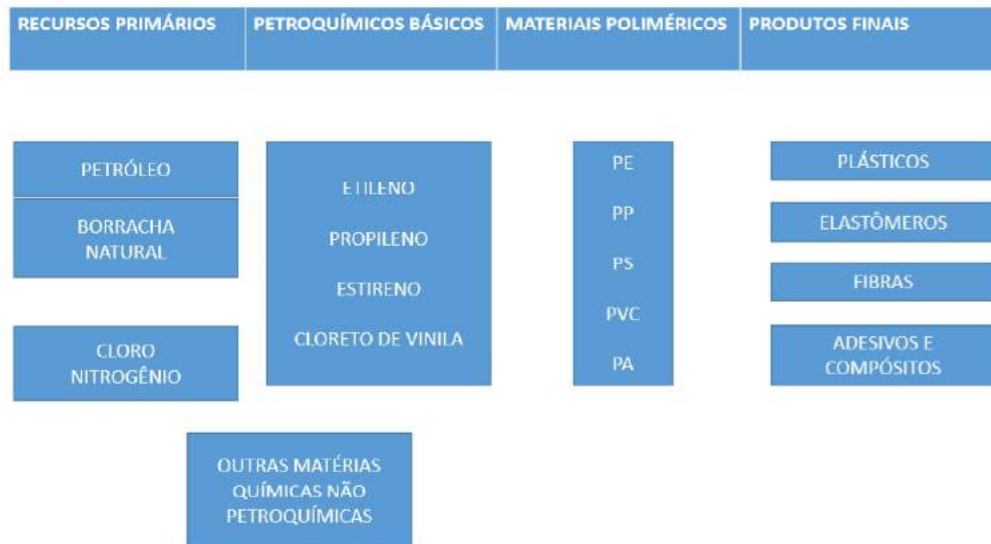 RECURSOS PRIMÁRIOS
PETROQUÍMICOS BÁSICOS
MATERIAIS POLIMÉRICOS
PRODUTOS FINAIS
PETRÓLEO
BORRACHA
NATURAL
CLORO
NITROGÊNIO
OUTRAS MATÉRIAS
QUÍMICAS NÃO
PETROQUÍMICAS
ETILENO
PROPILENO
ESTIRENO
CLORETO DE VINILA
PE
PP
PS
PVC
PA
PLÁSTICOS
ELASTÔMEROS
FIBRAS
ADESIVOS E
COMPÓSITOS